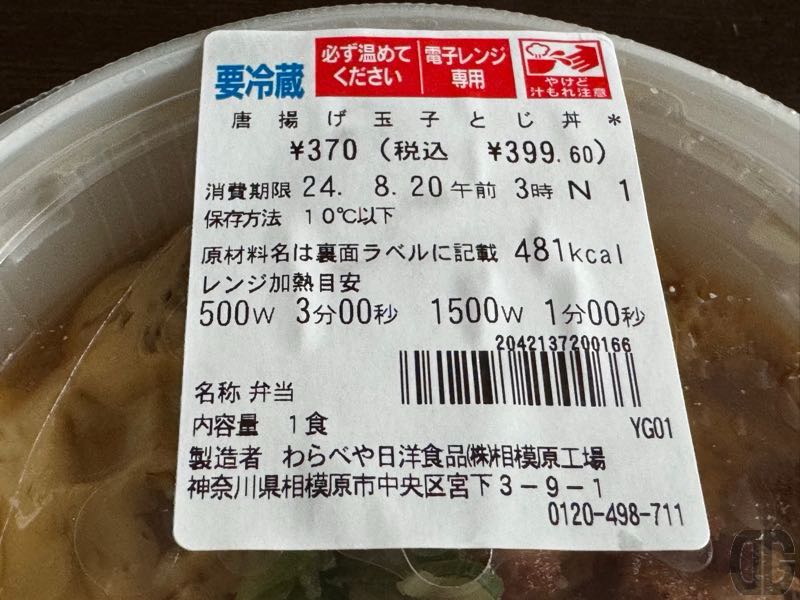 要冷蔵
必ず温めて
ください
電子レンジ
専用
やけど
汁もれ注意
唐揚げ玉子とじ丼*
¥370 (税込 ¥399.60)
消費期限 24. 8.20 午前 3時 N 1
保存方法 10℃以下
原材料名は裏面ラベルに記載 481kcal
レンジ加熱目安
500W 3分00秒 1500W 1分00秒
2042137200166
名称 弁当
内容量 1食
YG01
製造者 わらべや日洋食品㈱相模原工場
神奈川県相模原市中央区宮下3-9-1
0120-498-711